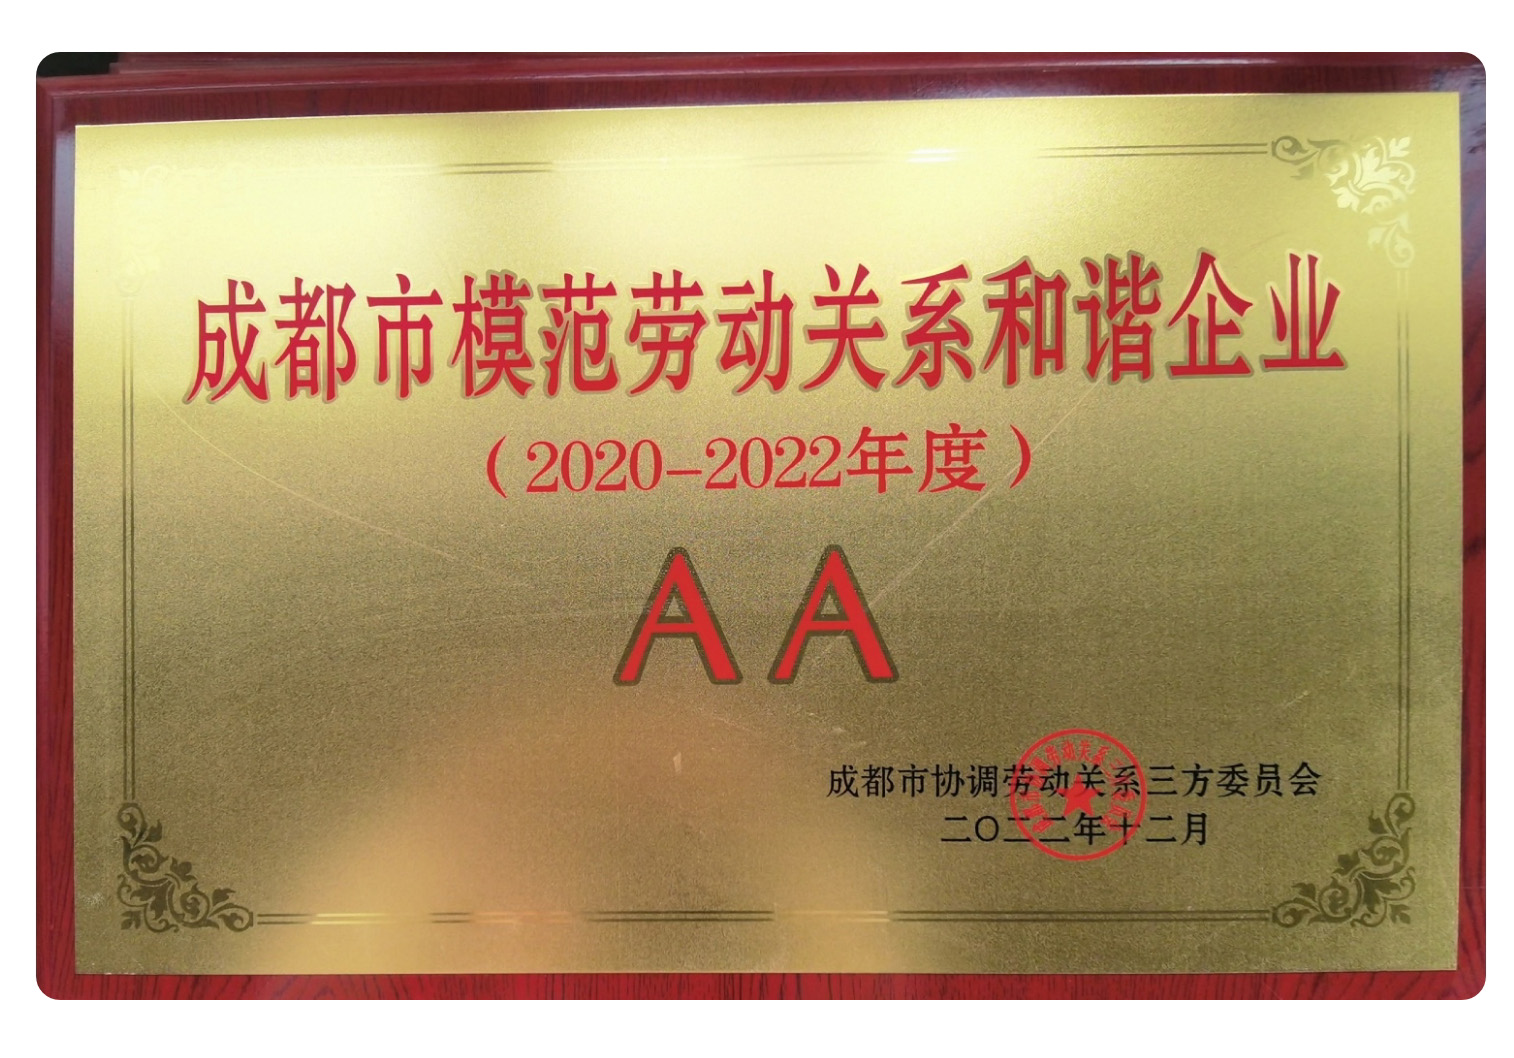 成都市模范劳动关系和谐企业
（2020-2022年度）
AA
成都市协调劳动关系三方委员会
二〇二二年十二月